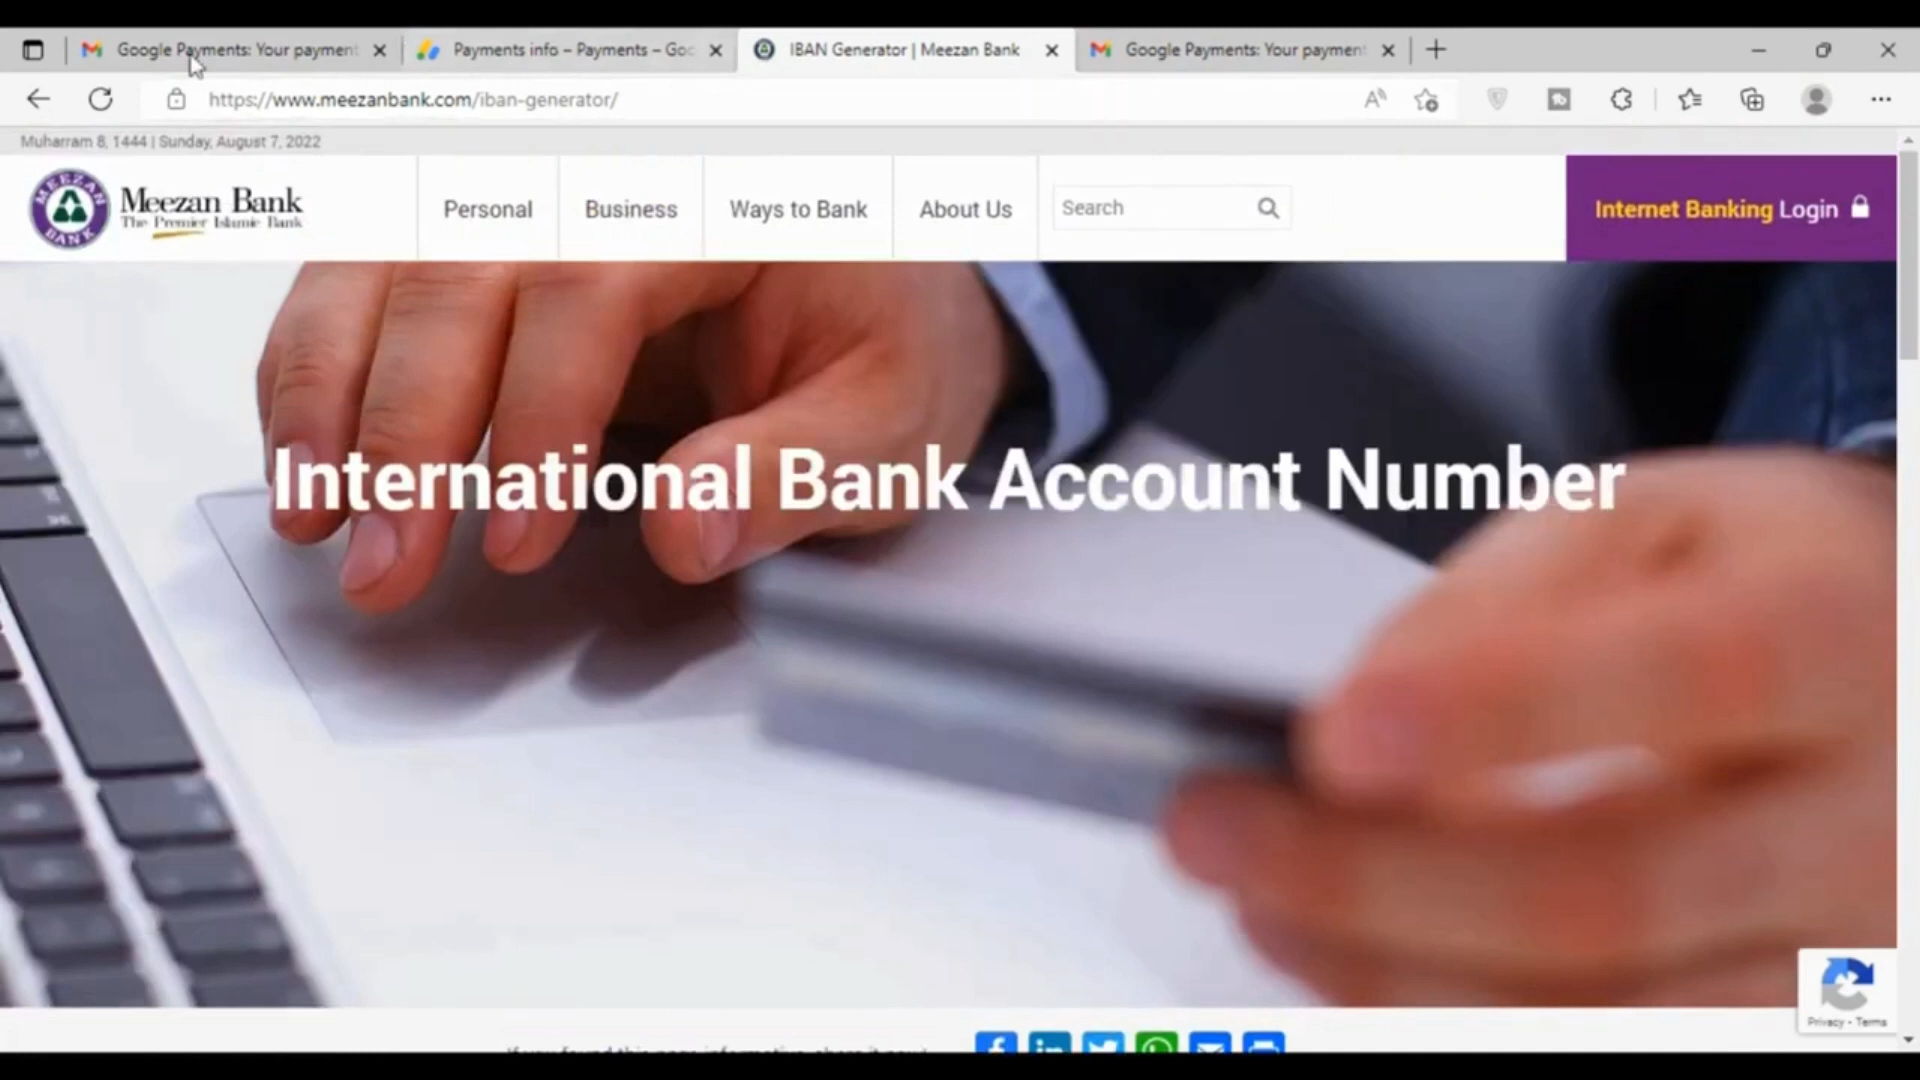 Google Payments: Your payment
Payments info – Payments – Goo
IBAN Generator | Meezan Bank
Google Payments: Your payment
https://www.meezanbank.com/iban-generator/
Muharram 8, 1444 | Sunday, August 7, 2022
MEEZAN BANK
Meezan Bank
The Premier Islamic Bank
Personal
Business
Ways to Bank
About Us
Search
Internet Banking Login
International Bank Account Number
Privacy - Terms